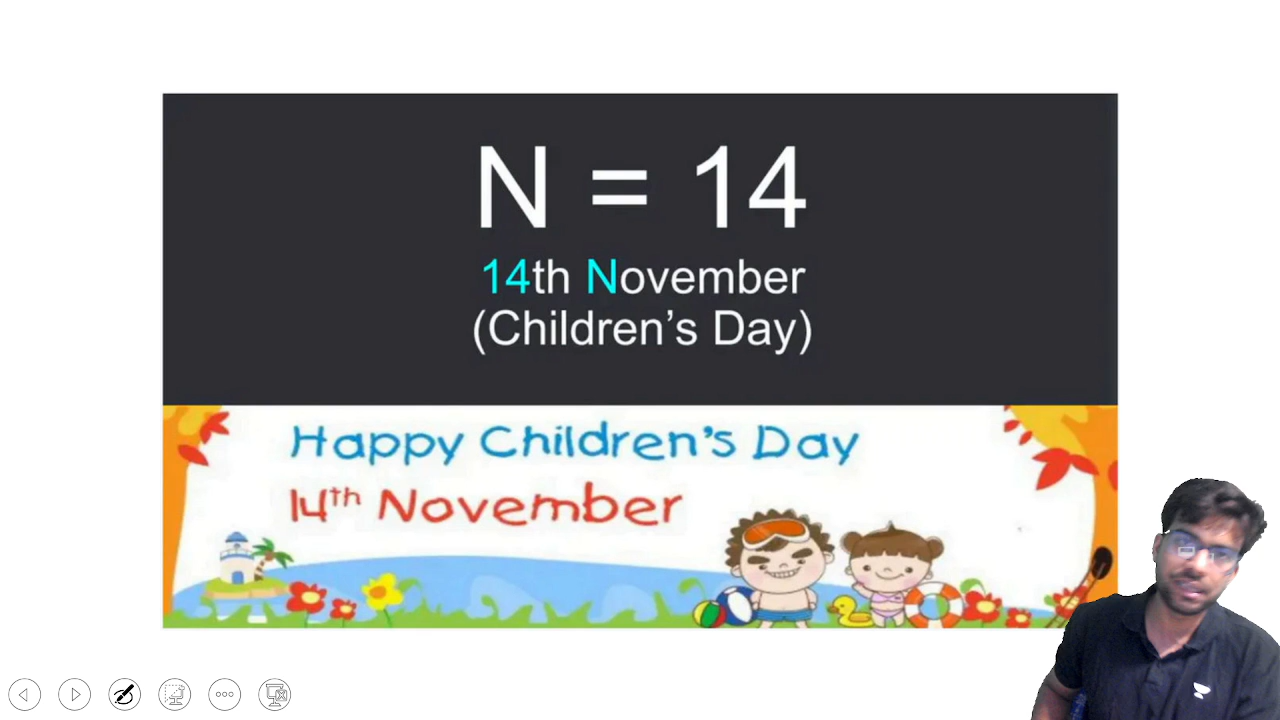 N = 14
14th November
(Children’s Day)
Happy Children’s Day
14th November